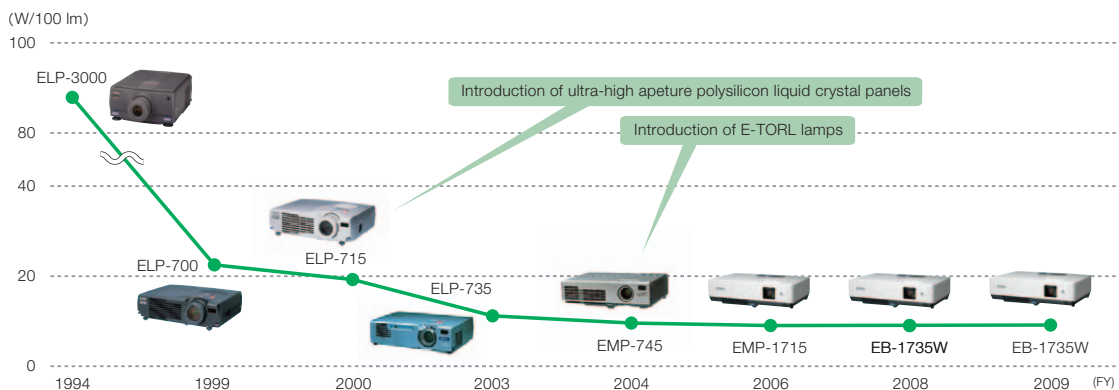 (W/100 lm)
100
80
40
20
0
ELP-3000
Introduction of ultra-high apeture polysilicon liquid crystal panels
Introduction of E-TORL lamps
ELP-700
ELP-715
ELP-735
EMP-745
EMP-1715
EB-1735W
EB-1735W
1994 1999 2000 2003 2004 2006 2008 2009 (FY)